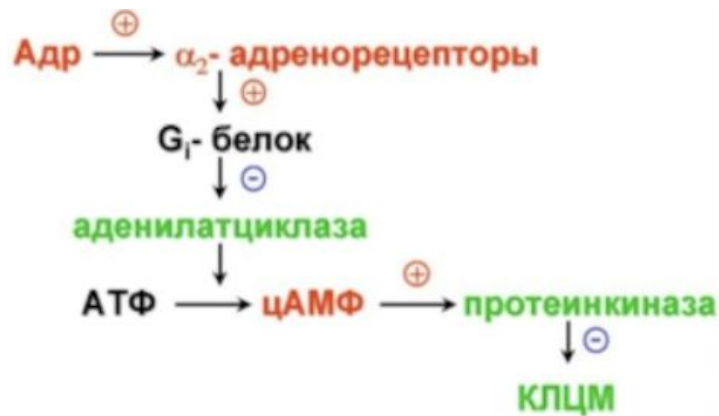 Адр ⊕ α₂- адренорецепторы
⊕
Gᵢ- белок
⊖
аденилатциклаза
АТФ цАМФ ⊕ протеинкиназа
⊖
КЛЦМ